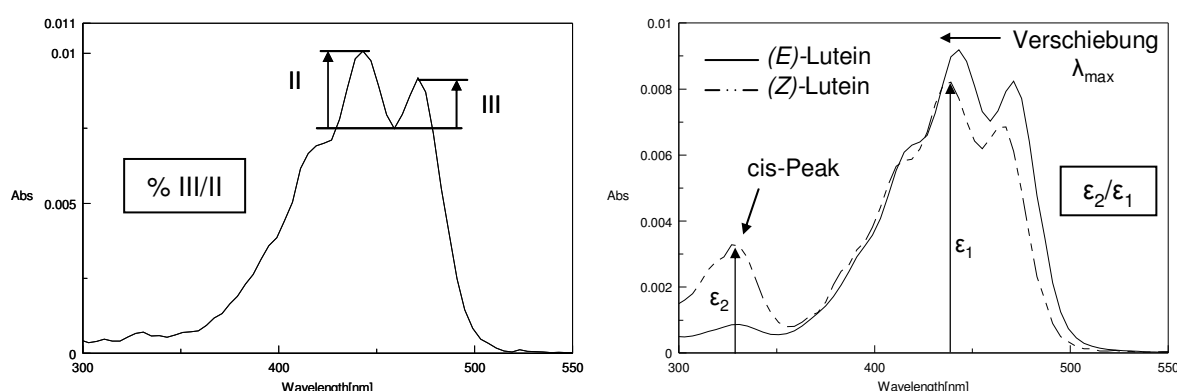 0.011
0.01
II
III
% III/II
Abs
0.005
0
300
400
500
550
Wavelength[nm]
0.01
(E)-Lutein
(Z)-Lutein
Verschiebung
λmax
0.008
0.006
cis-Peak
ε2/ε1
Abs
0.004
ε1
ε2
0.002
0
300
400
500
550
Wavelength[nm]